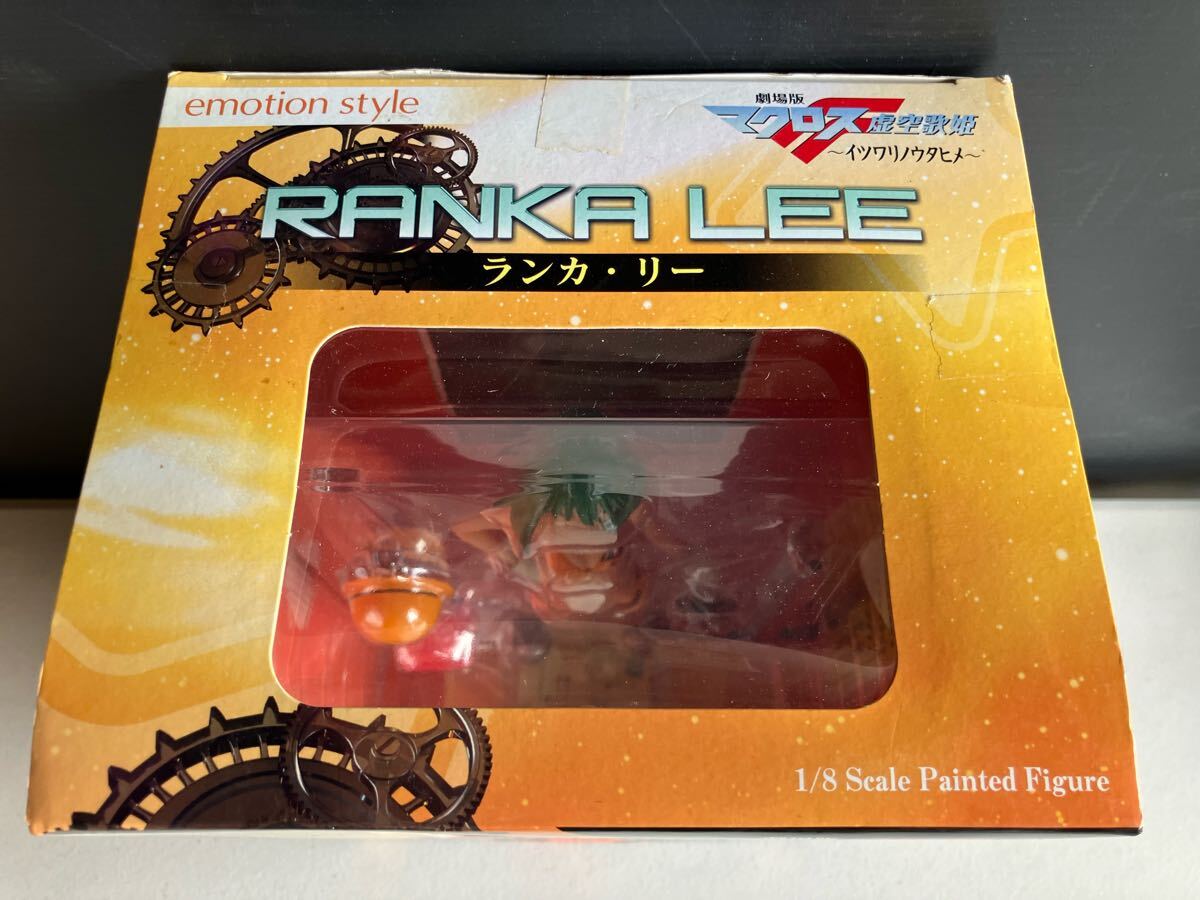 emotion style
劇場版
マクロスF 虚空歌姫
～イツワリノウタヒメ～
RANKA LEE
ランカ・リー
1/8 Scale Painted Figure